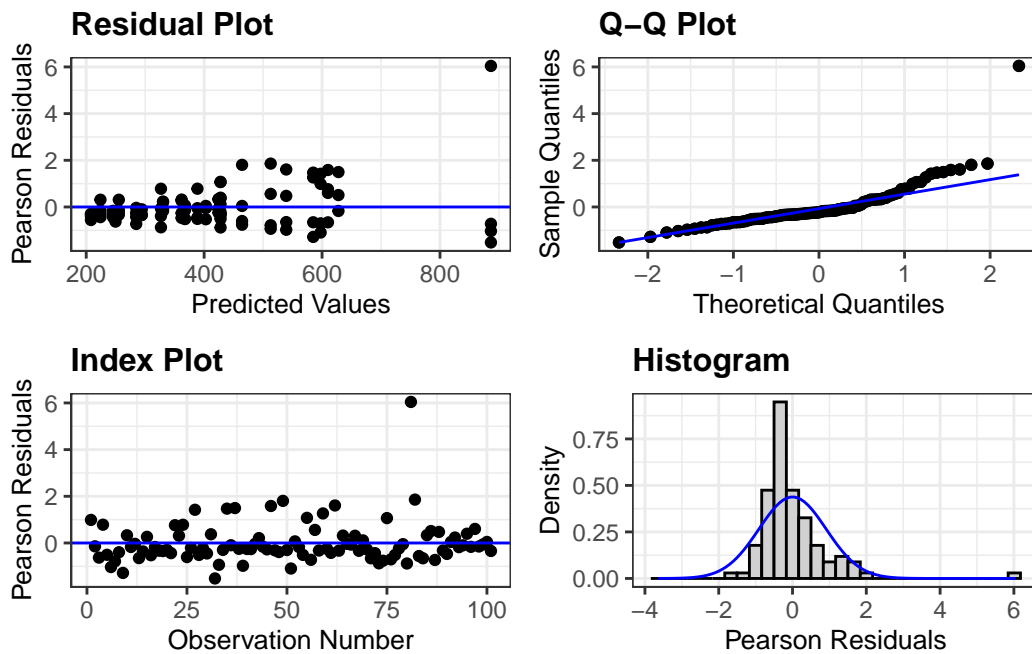 Residual Plot
Pearson Residuals
6
4
2
0
200 400 600 800
Predicted Values
Q−Q Plot
Sample Quantiles
6
4
2
0
−2 −1 0 1 2
Theoretical Quantiles
Index Plot
Pearson Residuals
6
4
2
0
0 25 50 75 100
Observation Number
Histogram
Density
0.75
0.50
0.25
0.00
−4 −2 0 2 4 6
Pearson Residuals